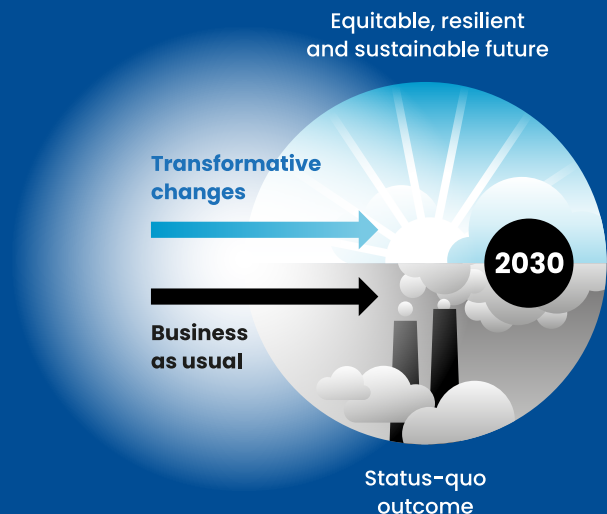 Equitable, resilient
and sustainable future
Transformative
changes
2030
Business
as usual
Status-quo
outcome